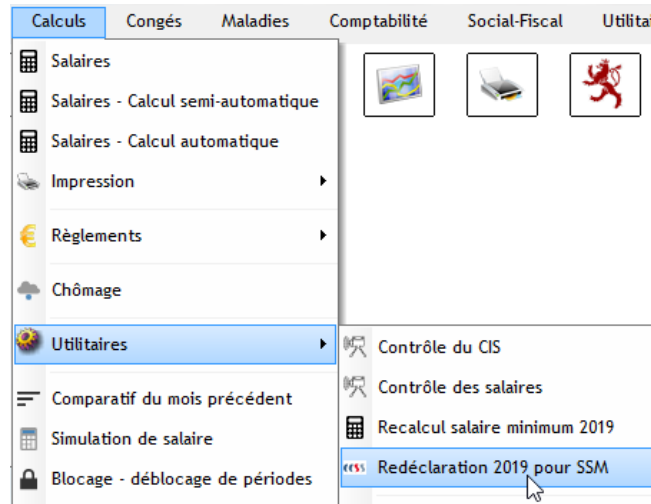 Calculs Congés Maladies Comptabilité Social-Fiscal
Salaires
Salaires - Calcul semi-automatique
Salaires - Calcul automatique
Impression
Règlements
Chômage
Utilitaires
Contrôle du CIS
Contrôle des salaires
Recalcul salaire minimum 2019
Redéclaration 2019 pour SSM
Comparatif du mois précédent
Simulation de salaire
Blocage - déblocage de périodes